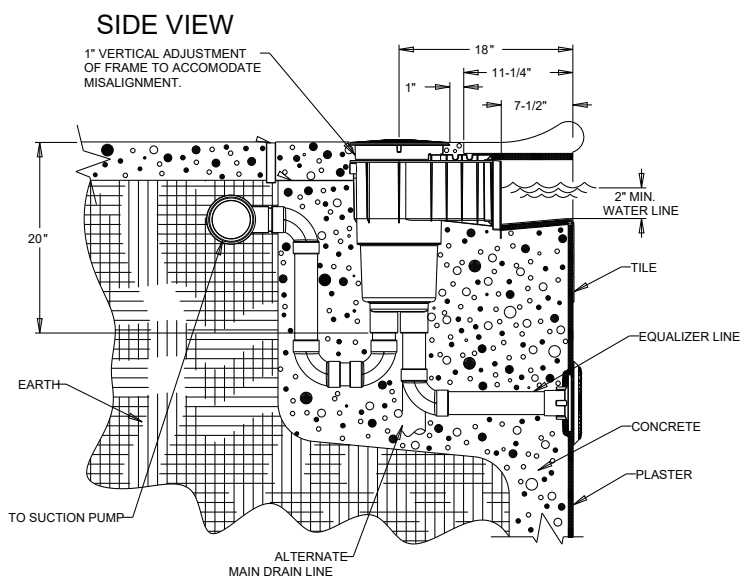 SIDE VIEW
1" VERTICAL ADJUSTMENT
OF FRAME TO ACCOMODATE
MISALIGNMENT.
18"
11-1/4"
1"
7-1/2"
2" MIN.
WATER LINE
20"
TILE
EQUALIZER LINE
EARTH
CONCRETE
PLASTER
TO SUCTION PUMP
ALTERNATE
MAIN DRAIN LINE